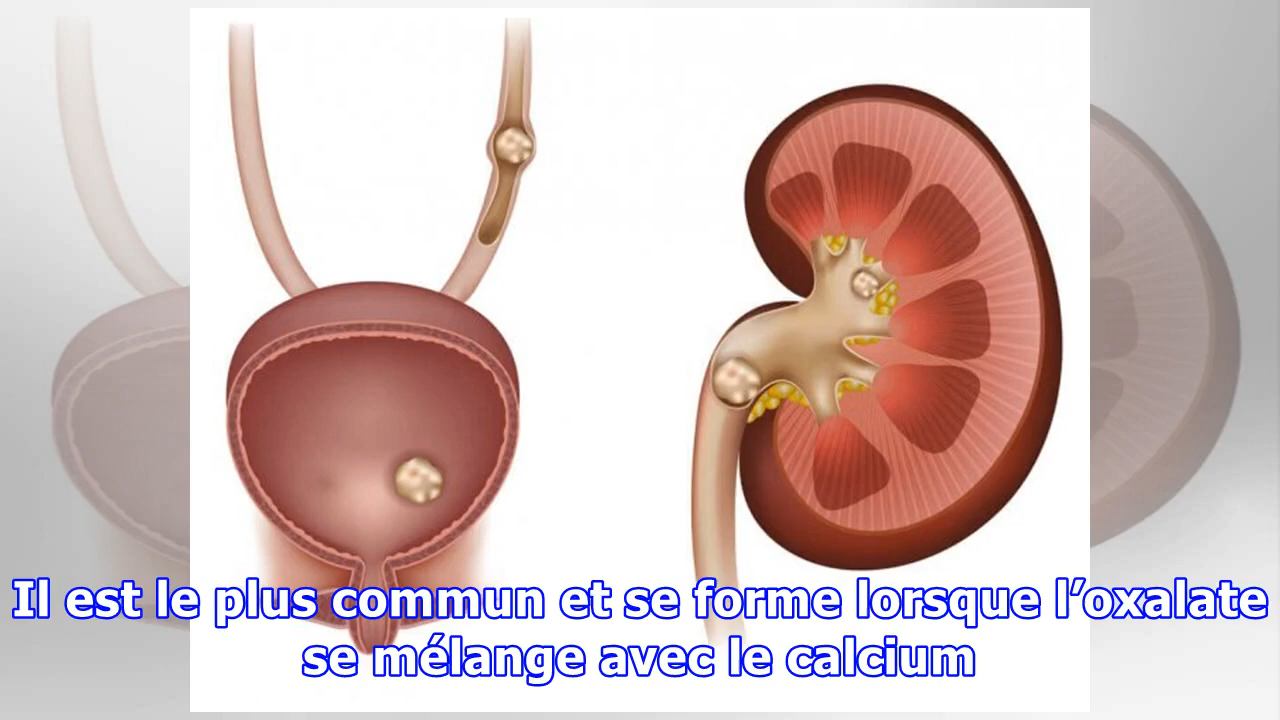 Il est le plus commun et se forme lorsque l’oxalate
se mélange avec le calcium